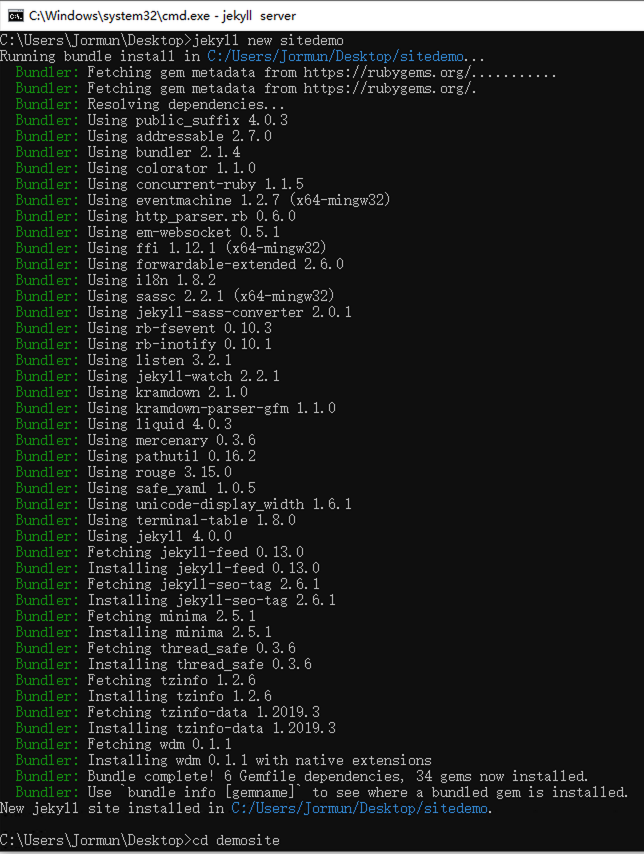 C:\Windows\system32\cmd.exe - jekyll  server
C:\Users\Jormun\Desktop>jekyll new sitedemo
Running bundle install in C:/Users/Jormun/Desktop/sitedemo...
  Bundler: Fetching gem metadata from https://rubygems.org/...........
  Bundler: Fetching gem metadata from https://rubygems.org/.
  Bundler: Resolving dependencies...
  Bundler: Using public_suffix 4.0.3
  Bundler: Using addressable 2.7.0
  Bundler: Using bundler 2.1.4
  Bundler: Using colorator 1.1.0
  Bundler: Using concurrent-ruby 1.1.5
  Bundler: Using eventmachine 1.2.7 (x64-mingw32)
  Bundler: Using http_parser.rb 0.6.0
  Bundler: Using em-websocket 0.5.1
  Bundler: Using ffi 1.12.1 (x64-mingw32)
  Bundler: Using forwardable-extended 2.6.0
  Bundler: Using i18n 1.8.2
  Bundler: Using sassc 2.2.1 (x64-mingw32)
  Bundler: Using jekyll-sass-converter 2.0.1
  Bundler: Using rb-fsevent 0.10.3
  Bundler: Using rb-inotify 0.10.1
  Bundler: Using listen 3.2.1
  Bundler: Using jekyll-watch 2.2.1
  Bundler: Using kramdown 2.1.0
  Bundler: Using kramdown-parser-gfm 1.1.0
  Bundler: Using liquid 4.0.3
  Bundler: Using mercenary 0.3.6
  Bundler: Using pathutil 0.16.2
  Bundler: Using rouge 3.15.0
  Bundler: Using safe_yaml 1.0.5
  Bundler: Using unicode-display_width 1.6.1
  Bundler: Using terminal-table 1.8.0
  Bundler: Using jekyll 4.0.0
  Bundler: Fetching jekyll-feed 0.13.0
  Bundler: Installing jekyll-feed 0.13.0
  Bundler: Fetching jekyll-seo-tag 2.6.1
  Bundler: Installing jekyll-seo-tag 2.6.1
  Bundler: Fetching minima 2.5.1
  Bundler: Installing minima 2.5.1
  Bundler: Fetching thread_safe 0.3.6
  Bundler: Installing thread_safe 0.3.6
  Bundler: Fetching tzinfo 1.2.6
  Bundler: Installing tzinfo 1.2.6
  Bundler: Fetching tzinfo-data 1.2019.3
  Bundler: Installing tzinfo-data 1.2019.3
  Bundler: Fetching wdm 0.1.1
  Bundler: Installing wdm 0.1.1 with native extensions
  Bundler: Bundle complete! 6 Gemfile dependencies, 34 gems now installed.
  Bundler: Use `bundle info [gemname]` to see where a bundled gem is installed.
New jekyll site installed in C:/Users/Jormun/Desktop/sitedemo.
C:\Users\Jormun\Desktop>cd demosite